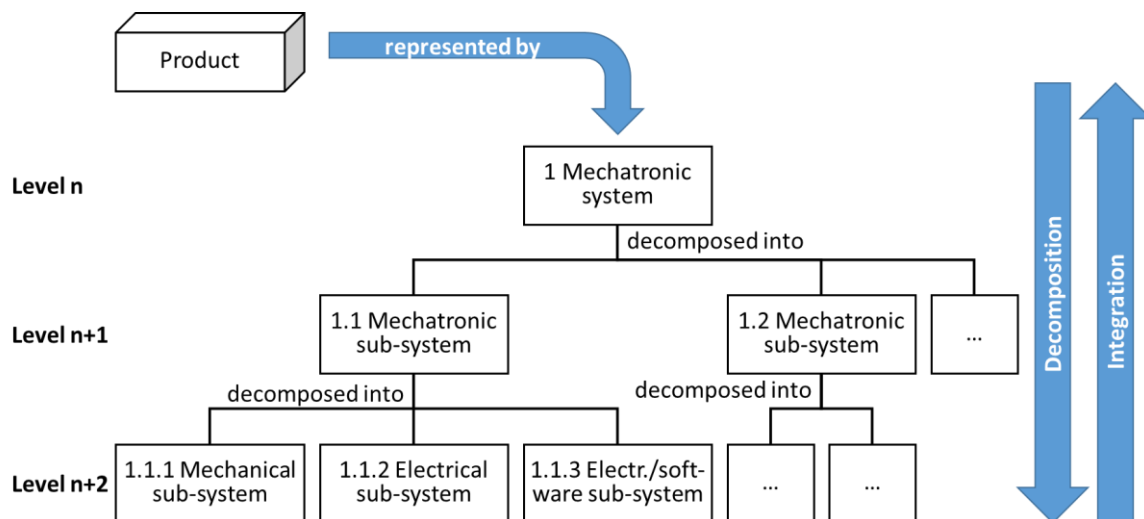 Product
represented by
Level n
1 Mechatronic
system
decomposed into
Level n+1
1.1 Mechatronic
sub-system
1.2 Mechatronic
sub-system
...
decomposed into
decomposed into
Level n+2
1.1.1 Mechanical
sub-system
1.1.2 Electrical
sub-system
1.1.3 Electr./soft-
ware sub-system
...
...
Decomposition
Integration